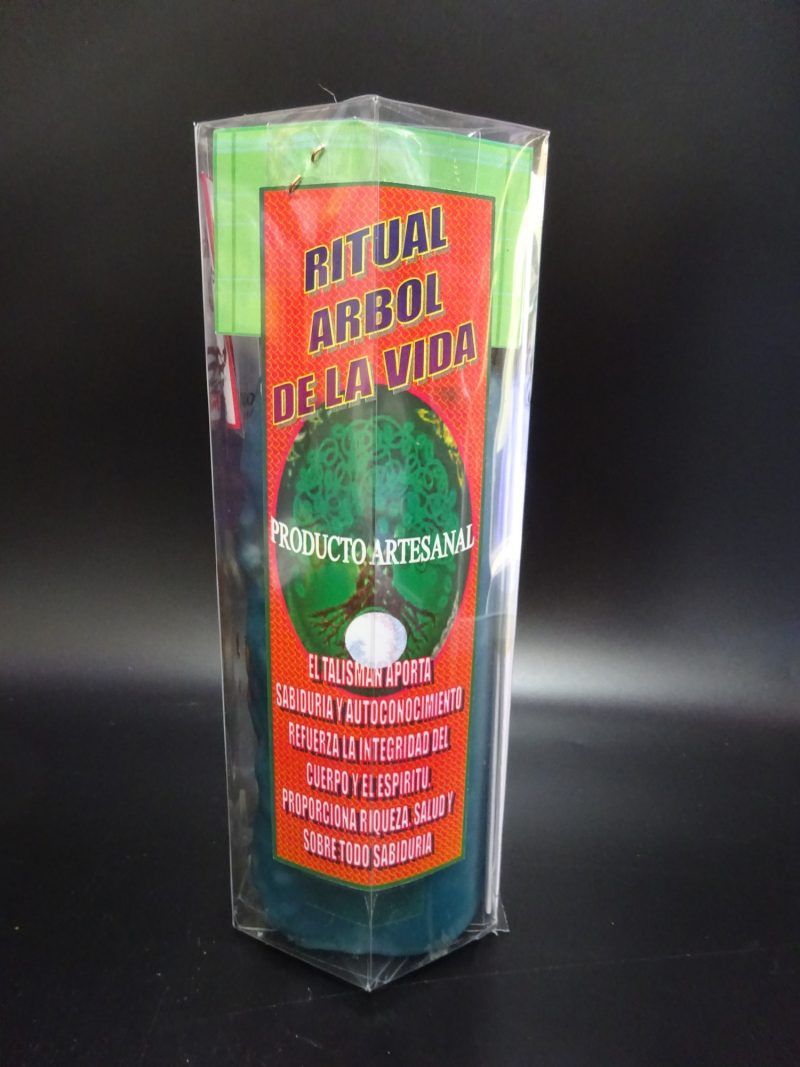 RITUAL
ARBOL
DE LA VIDA
PRODUCTO ARTESANAL
EL TALISMAN APORTA
SABIDURIA Y AUTOCONOCIMIENTO
REFUERZA LA INTEGRIDAD DEL
CUERPO Y EL ESPIRITU.
PROPORCIONA RIQUEZA, SALUD Y
SOBRE TODO SABIDURIA